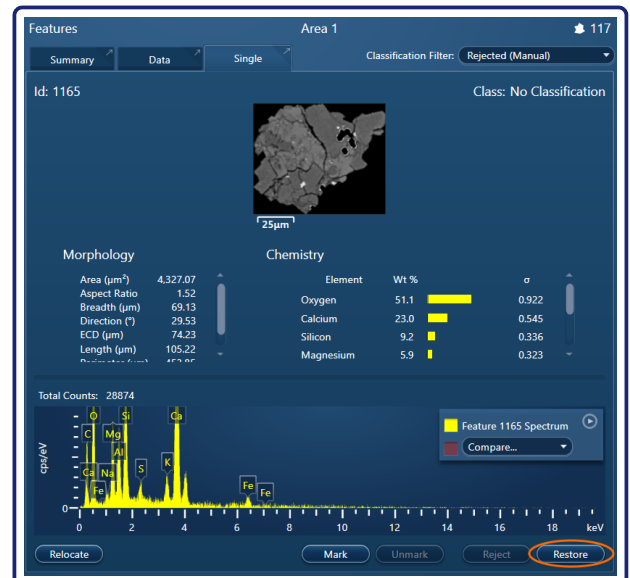 Features Area 1 117
Summary Data Single Classification Filter: Rejected (Manual)
Id: 1165 Class: No Classification
25µm
Morphology Chemistry
Area (µm²) 4,327.07
Aspect Ratio 1.52
Breadth (µm) 69.13
Direction (°) 29.53
ECD (µm) 74.23
Length (µm) 105.22
Perimeter (µm) 453.85
Element Wt % σ
Oxygen 51.1 0.922
Calcium 23.0 0.545
Silicon 9.2 0.336
Magnesium 5.9 0.323
Total Counts: 28874
cps/eV
O Si Ca
C Mg
Al
Ca Na S K
Fe Fe Fe
Feature 1165 Spectrum
Compare...
0
0 2 4 6 8 10 12 14 16 18 keV
Relocate Mark Unmark Reject Restore